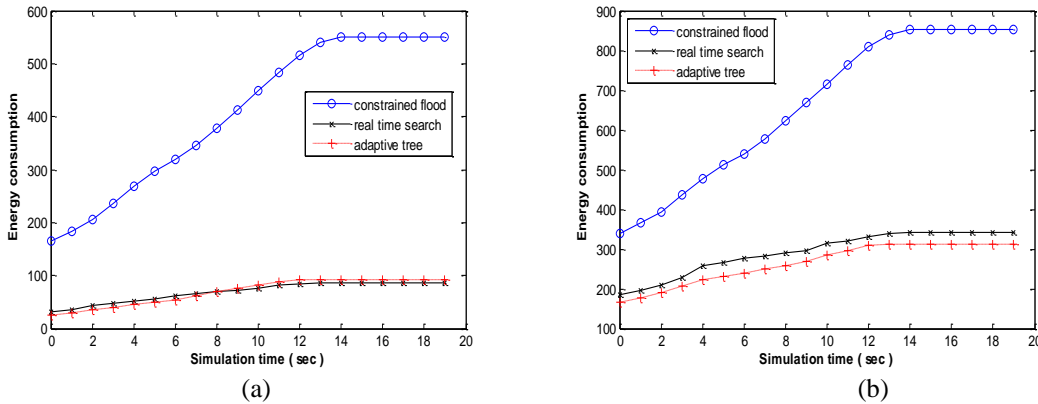 600
500
400
300
200
100
0
0 2 4 6 8 10 12 14 16 18 20
Energy consumption
Simulation time ( sec )
constrained flood
real time search
adaptive tree
(a)
900
800
700
600
500
400
300
200
100
0 2 4 6 8 10 12 14 16 18 20
Energy consumption
Simulation time ( sec )
constrained flood
real time search
adaptive tree
(b)